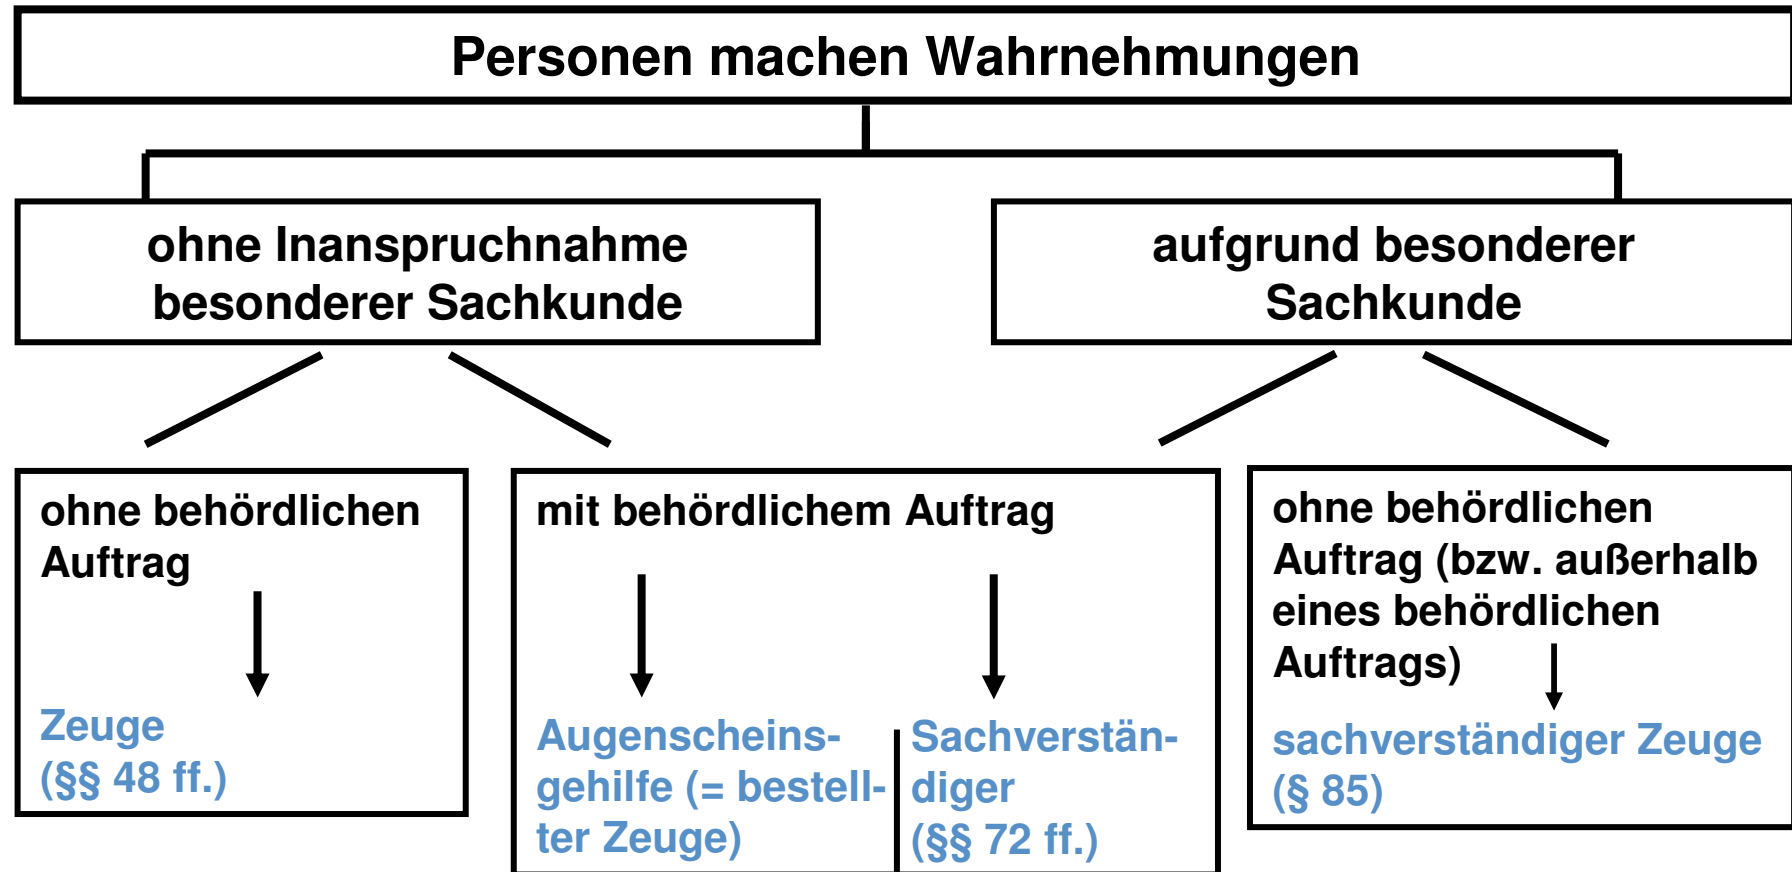 Personen machen Wahrnehmungen
ohne Inanspruchnahme
besonderer Sachkunde
aufgrund besonderer
Sachkunde
ohne behördlichen
Auftrag
Zeuge
(§§ 48 ff.)
mit behördlichem Auftrag
Augenscheins-
gehilfe (= bestell-
ter Zeuge)
Sachverstän-
diger
(§§ 72 ff.)
ohne behördlichen
Auftrag (bzw. außerhalb
eines behördlichen
Auftrags)
sachverständiger Zeuge
(§ 85)